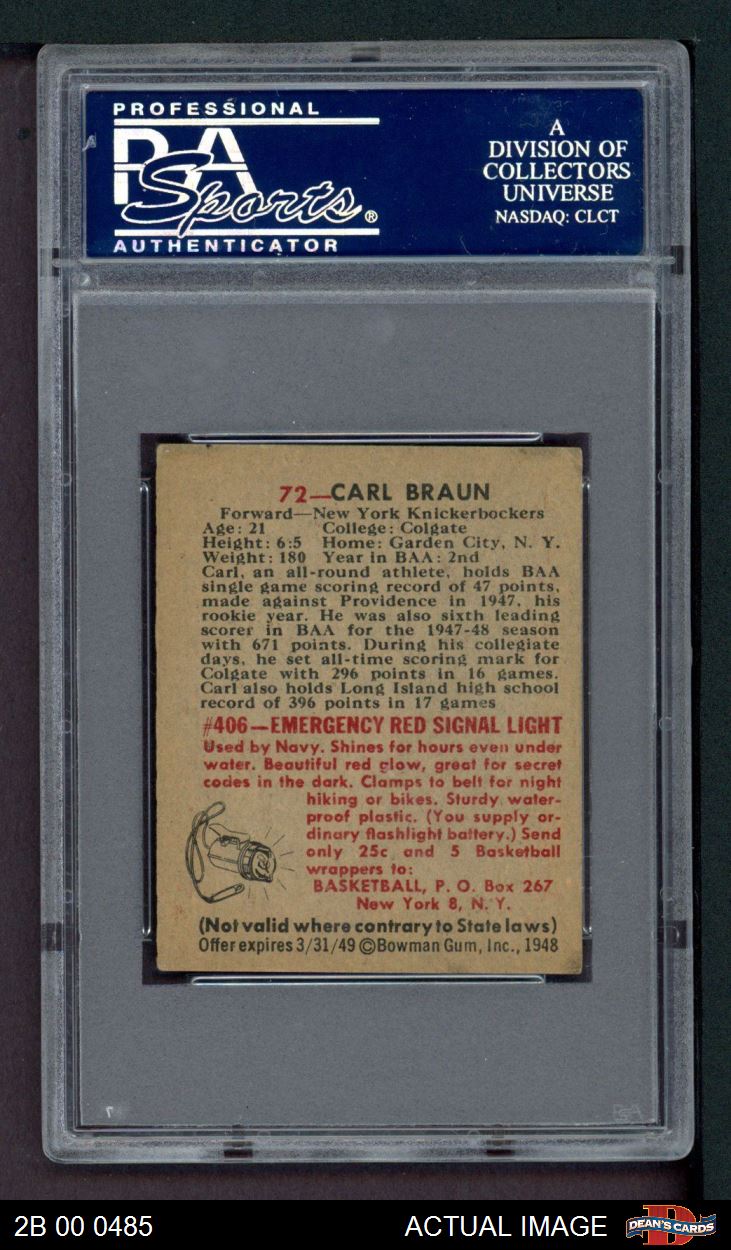 PROFESSIONAL
PSA
Sports®
AUTHENTICATOR
A
DIVISION OF
COLLECTORS
UNIVERSE
NASDAQ: CLCT
72—CARL BRAUN
Forward—New York Knickerbockers
Age: 21 College: Colgate
Height: 6:5 Home: Garden City, N. Y.
Weight: 180 Year in BAA: 2nd
Carl, an all-round athlete, holds BAA
single game scoring record of 47 points,
made against Providence in 1947, his
rookie year. He was also sixth leading
scorer in BAA for the 1947-48 season
with 671 points. During his collegiate
days, he set all-time scoring mark for
Colgate with 296 points in 16 games.
Carl also holds Long Island high school
record of 396 points in 17 games
#406—EMERGENCY RED SIGNAL LIGHT
Used by Navy. Shines for hours even under
water. Beautiful red glow, great for secret
codes in the dark. Clamps to belt for night
hiking or bikes. Sturdy water-
proof plastic. (You supply or-
dinary flashlight battery.) Send
only 25c and 5 Basketball
wrappers to:
BASKETBALL, P. O. Box 267
New York 8, N. Y.
(Not valid where contrary to State laws)
Offer expires 3/31/49 ©Bowman Gum, Inc., 1948
7
PSA
2B 00 0485
ACTUAL IMAGE
DEAN'S CARDS